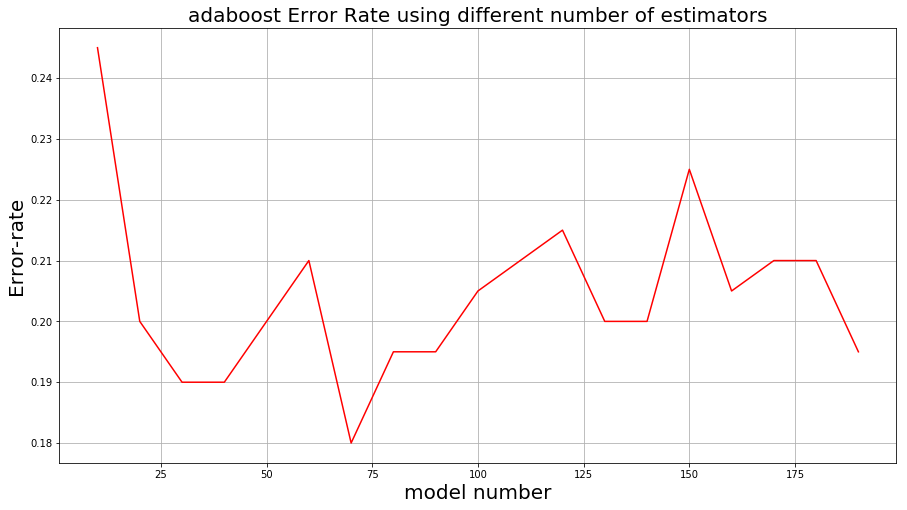 adaboost Error Rate using different number of estimators
0.24
0.23
0.22
0.21
0.20
0.19
0.18
Error-rate
25 50 75 100 125 150 175
model number